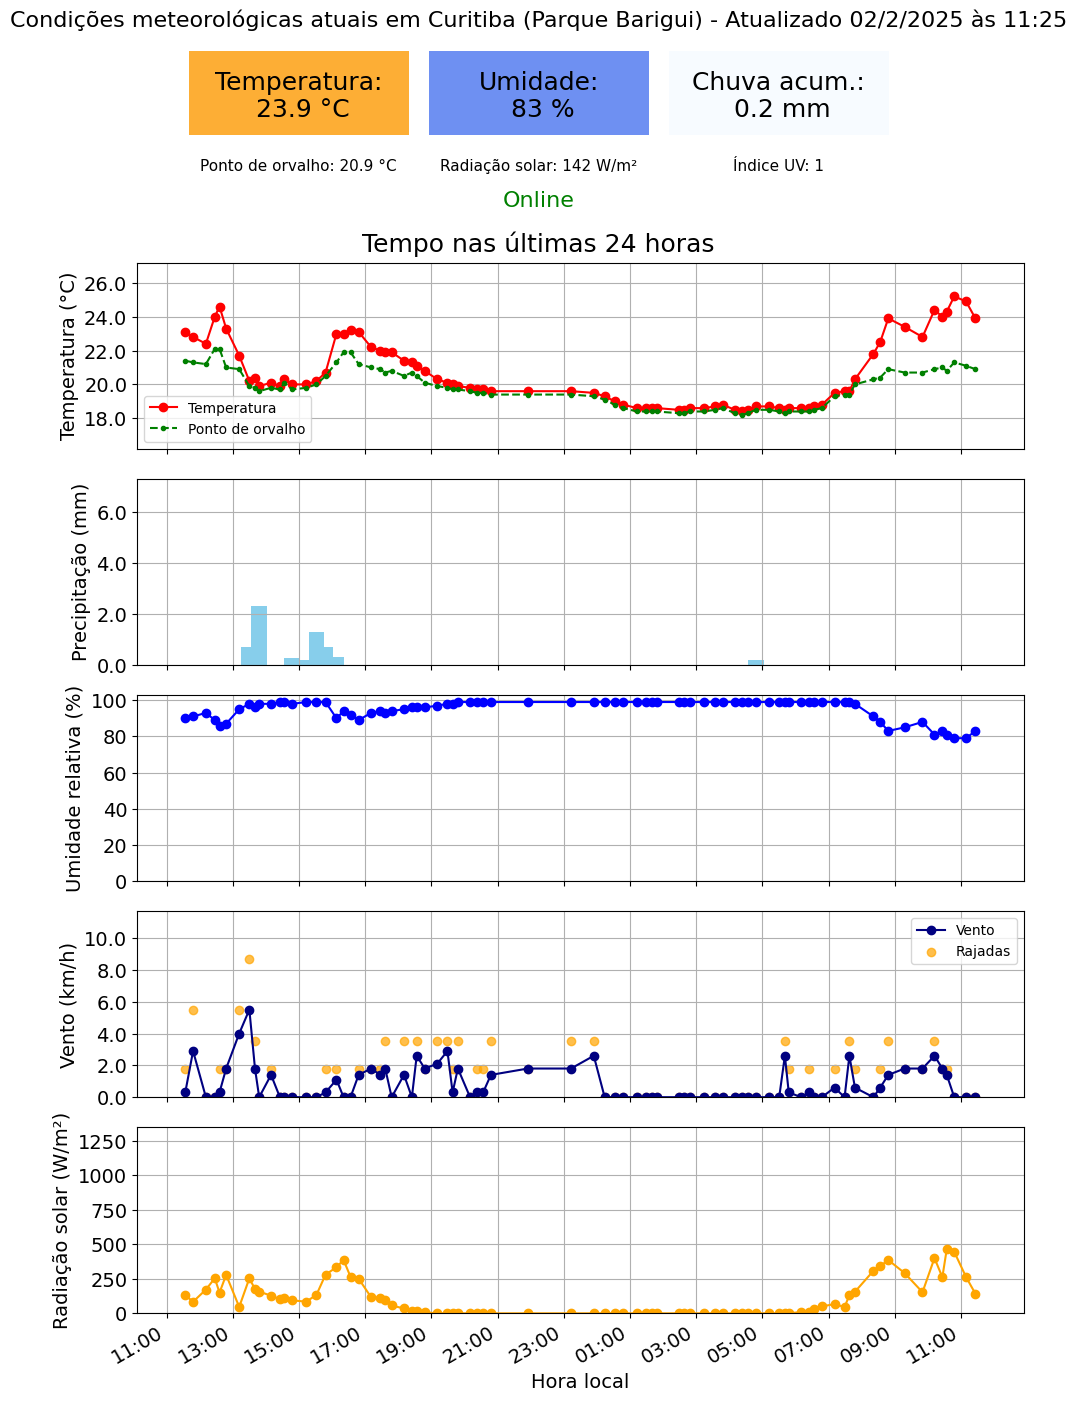 Condições meteorológicas atuais em Curitiba (Parque Barigui) - Atualizado 02/2/2025 às 11:25
Temperatura:
23.9 °C
Umidade:
83 %
Chuva acum.:
0.2 mm
Ponto de orvalho: 20.9 °C
Radiação solar: 142 W/m²
Índice UV: 1
Online
Tempo nas últimas 24 horas
Temperatura (°C)
26.0
24.0
22.0
20.0
18.0
Temperatura
Ponto de orvalho
Precipitação (mm)
6.0
4.0
2.0
0.0
Umidade relativa (%)
100
80
60
40
20
0
Vento (km/h)
10.0
8.0
6.0
4.0
2.0
0.0
Vento
Rajadas
Radiação solar (W/m²)
1250
1000
750
500
250
0
11:00
13:00
15:00
17:00
19:00
21:00
23:00
01:00
03:00
05:00
07:00
09:00
11:00
Hora local